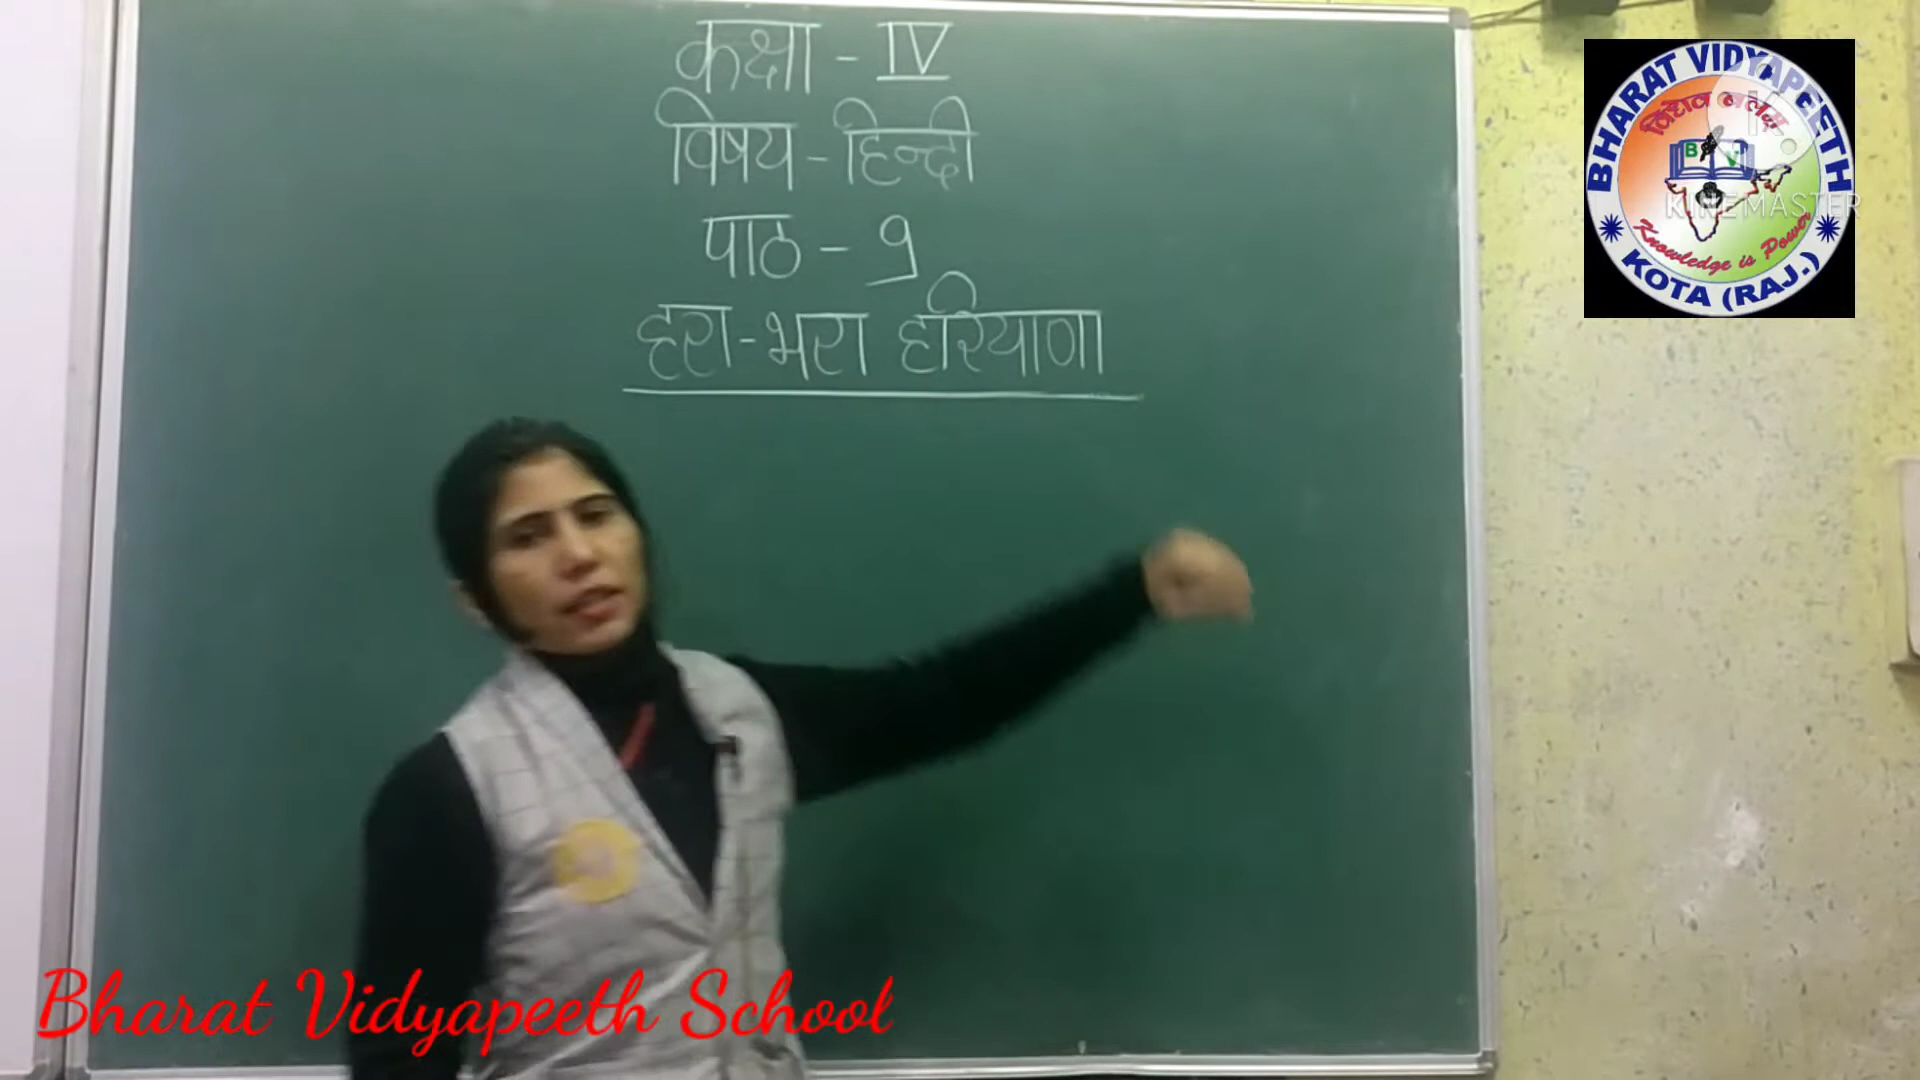 कक्षा - IV
विषय - हिन्दी
पाठ - 9
हरा-भरा हरियाणा
BHARAT VIDYAPEETH
B
V
KINEMASTER
Knowledge is Power
KOTA (RAJ.)
Bharat Vidyapeeth School